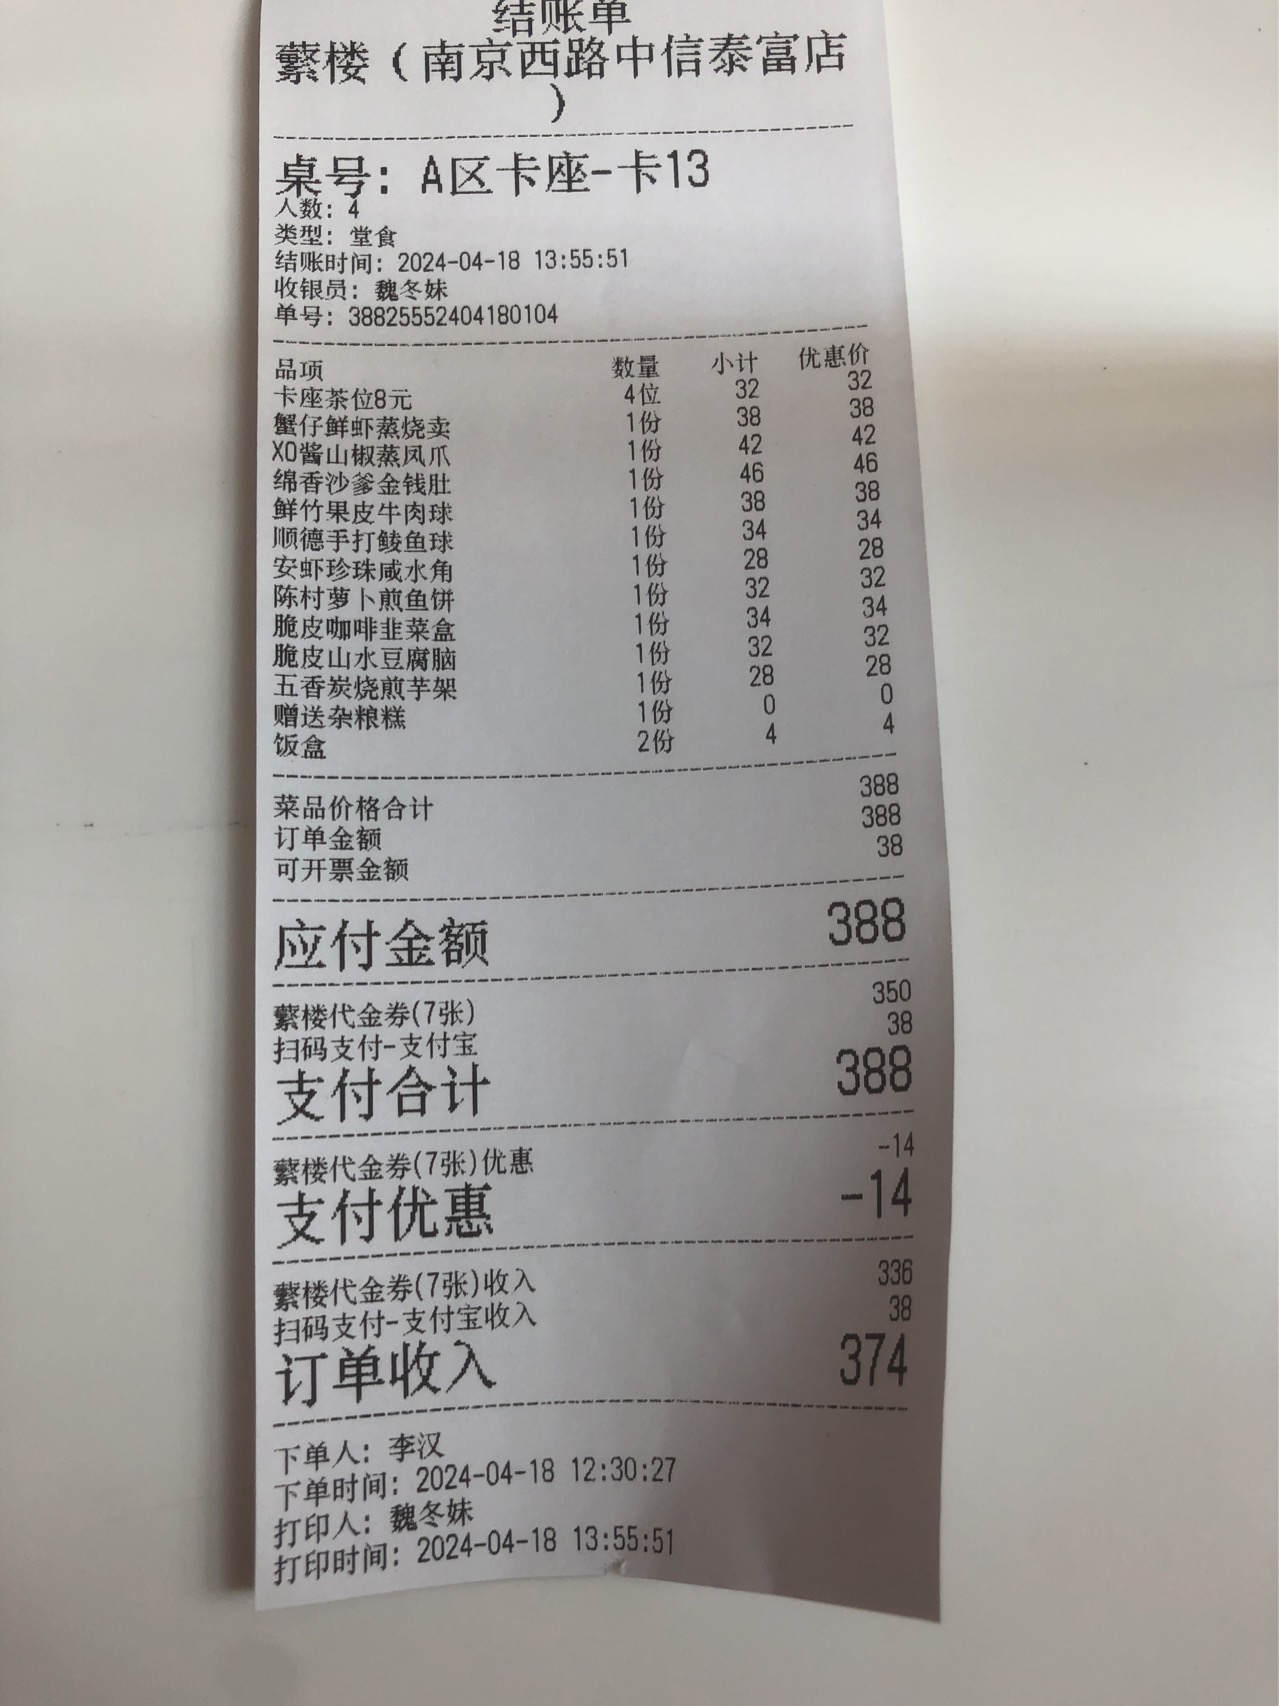 结账单
蘩楼（南京西路中信泰富店
）
桌号: A区卡座-卡13
人数: 4
类型: 堂食
结账时间: 2024-04-18 13:55:51
收银员: 魏冬妹
单号: 38825552404180104
品项 数量 小计 优惠价
卡座茶位8元 4位 32 32
蟹仔鲜虾蒸烧卖 1份 38 38
XO酱山椒蒸凤爪 1份 42 42
绵香沙爹金钱肚 1份 46 46
鲜竹果皮牛肉球 1份 38 38
顺德手打鲮鱼球 1份 34 34
安虾珍珠咸水角 1份 28 28
陈村萝卜煎鱼饼 1份 32 32
脆皮咖啡韭菜盒 1份 34 34
脆皮山水豆腐脑 1份 32 32
五香炭烧煎芋架 1份 28 28
赠送杂粮糕 1份 0 0
饭盒 2份 4 4
菜品价格合计 388
订单金额 388
可开票金额 38
应付金额 388
蘩楼代金券(7张) 350
扫码支付-支付宝 38
支付合计 388
蘩楼代金券(7张)优惠 -14
支付优惠 -14
蘩楼代金券(7张)收入 336
扫码支付-支付宝收入 38
订单收入 374
下单人: 李汉
下单时间: 2024-04-18 12:30:27
打印人: 魏冬妹
打印时间: 2024-04-18 13:55:51